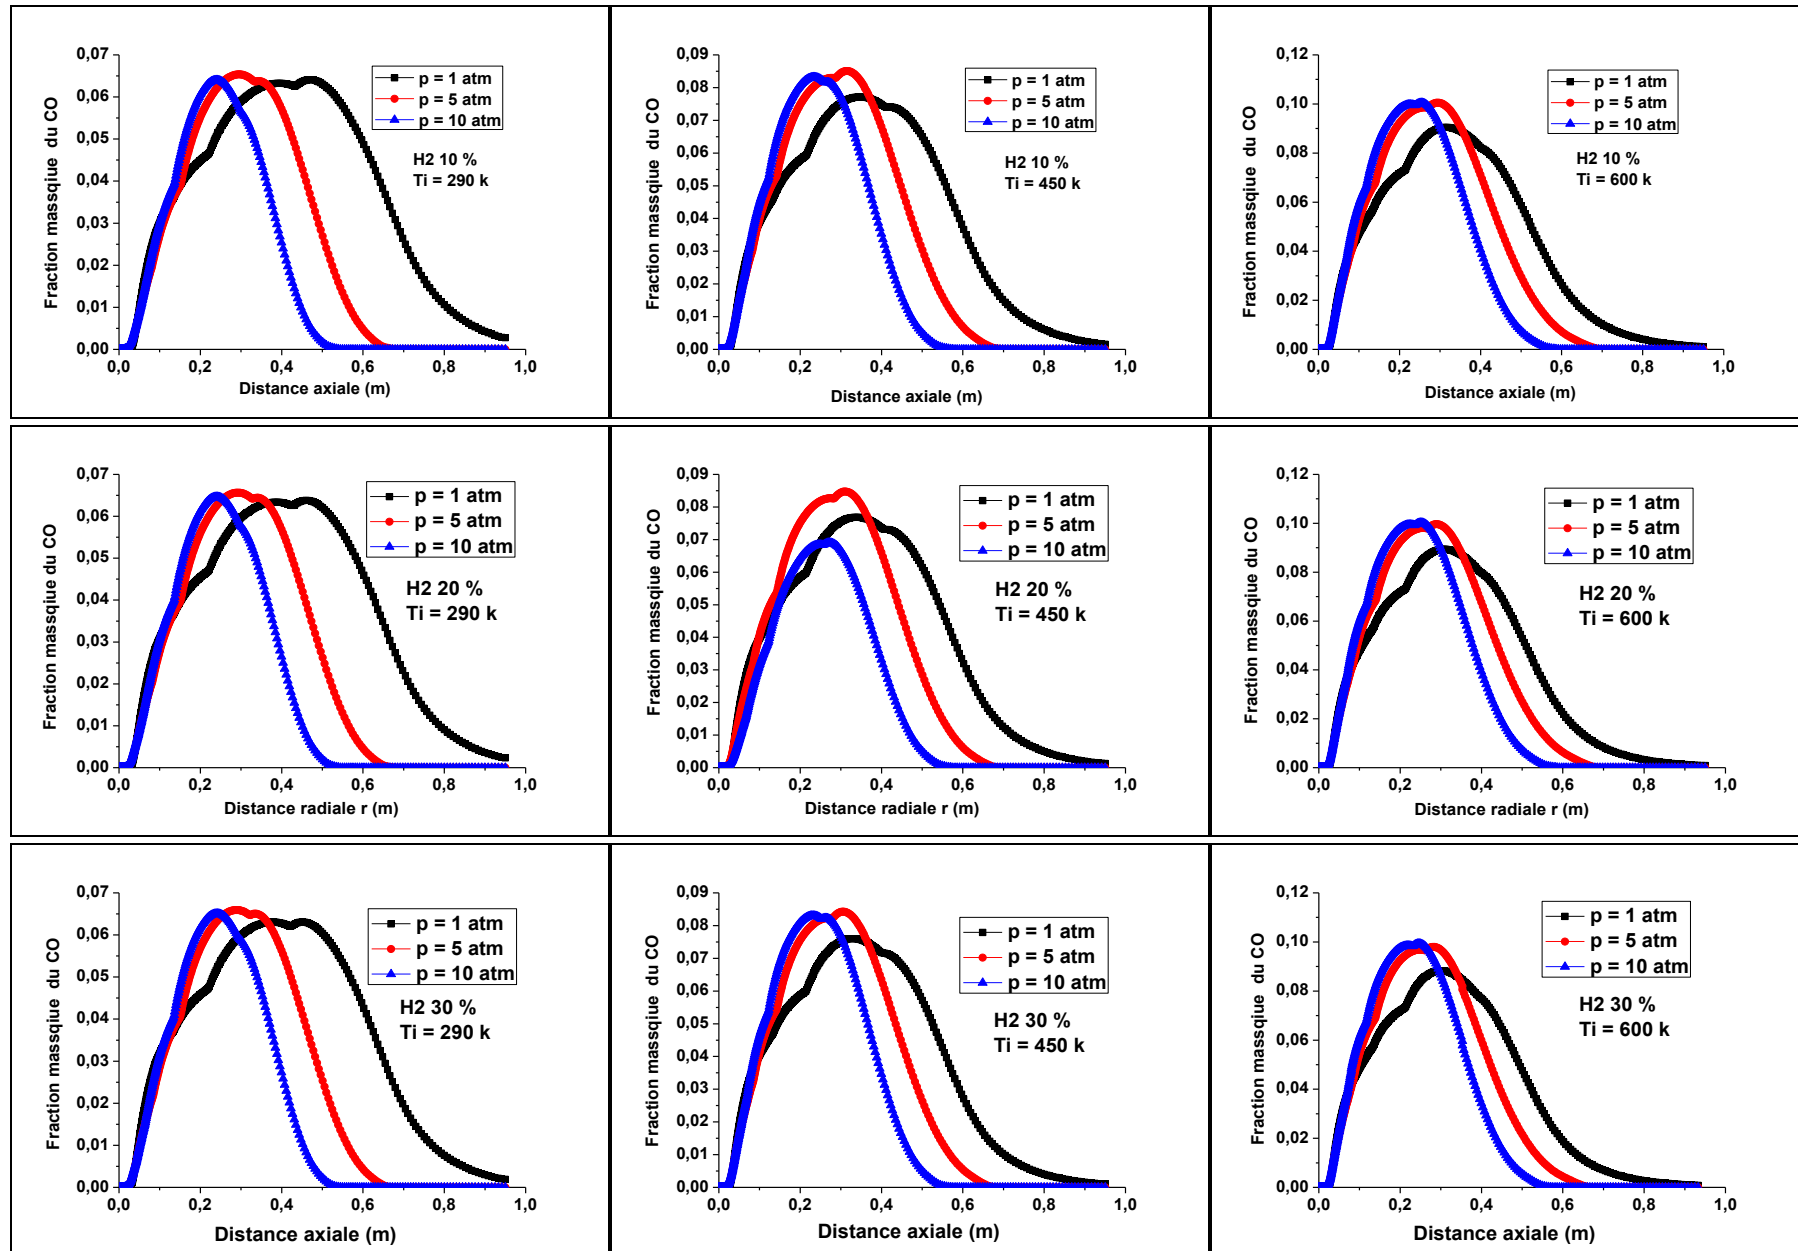 0,07
0,06
0,05
0,04
0,03
0,02
0,01
0,00
Fraction massqiue du CO
p = 1 atm
p = 5 atm
p = 10 atm
H2 10 %
Ti = 290 k
0,0 0,2 0,4 0,6 0,8 1,0
Distance axiale (m)
0,09
0,08
0,07
0,06
0,05
0,04
0,03
0,02
0,01
0,00
Fraction massqiue du CO
p = 1 atm
p = 5 atm
p = 10 atm
H2 10 %
Ti = 450 k
0,0 0,2 0,4 0,6 0,8 1,0
Distance axiale (m)
0,12
0,10
0,08
0,06
0,04
0,02
0,00
Fraction massqiue du CO
p = 1 atm
p = 5 atm
p = 10 atm
H2 10 %
Ti = 600 k
0,0 0,2 0,4 0,6 0,8 1,0
Distance axiale (m)
0,07
0,06
0,05
0,04
0,03
0,02
0,01
0,00
Fraction massqiue du CO
p = 1 atm
p = 5 atm
p = 10 atm
H2 20 %
Ti = 290 k
0,0 0,2 0,4 0,6 0,8 1,0
Distance radiale r (m)
0,09
0,08
0,07
0,06
0,05
0,04
0,03
0,02
0,01
0,00
Fraction massqiue du CO
p = 1 atm
p = 5 atm
p = 10 atm
H2 20 %
Ti = 450 k
0,0 0,2 0,4 0,6 0,8 1,0
Distance radiale r (m)
0,12
0,10
0,08
0,06
0,04
0,02
0,00
Fraction massqiue du CO
p = 1 atm
p = 5 atm
p = 10 atm
H2 20 %
Ti = 600 k
0,0 0,2 0,4 0,6 0,8 1,0
Distance radiale r (m)
0,07
0,06
0,05
0,04
0,03
0,02
0,01
0,00
Fraction massqiue du CO
p = 1 atm
p = 5 atm
p = 10 atm
H2 30 %
Ti = 290 k
0,0 0,2 0,4 0,6 0,8 1,0
Distance axiale (m)
0,09
0,08
0,07
0,06
0,05
0,04
0,03
0,02
0,01
0,00
Fraction massqiue du CO
p = 1 atm
p = 5 atm
p = 10 atm
H2 30 %
Ti = 450 k
0,0 0,2 0,4 0,6 0,8 1,0
Distance axiale (m)
0,12
0,10
0,08
0,06
0,04
0,02
0,00
Fraction massqiue du CO
p = 1 atm
p = 5 atm
p = 10 atm
H2 30 %
Ti = 600 k
0,0 0,2 0,4 0,6 0,8 1,0
Distance axiale (m)